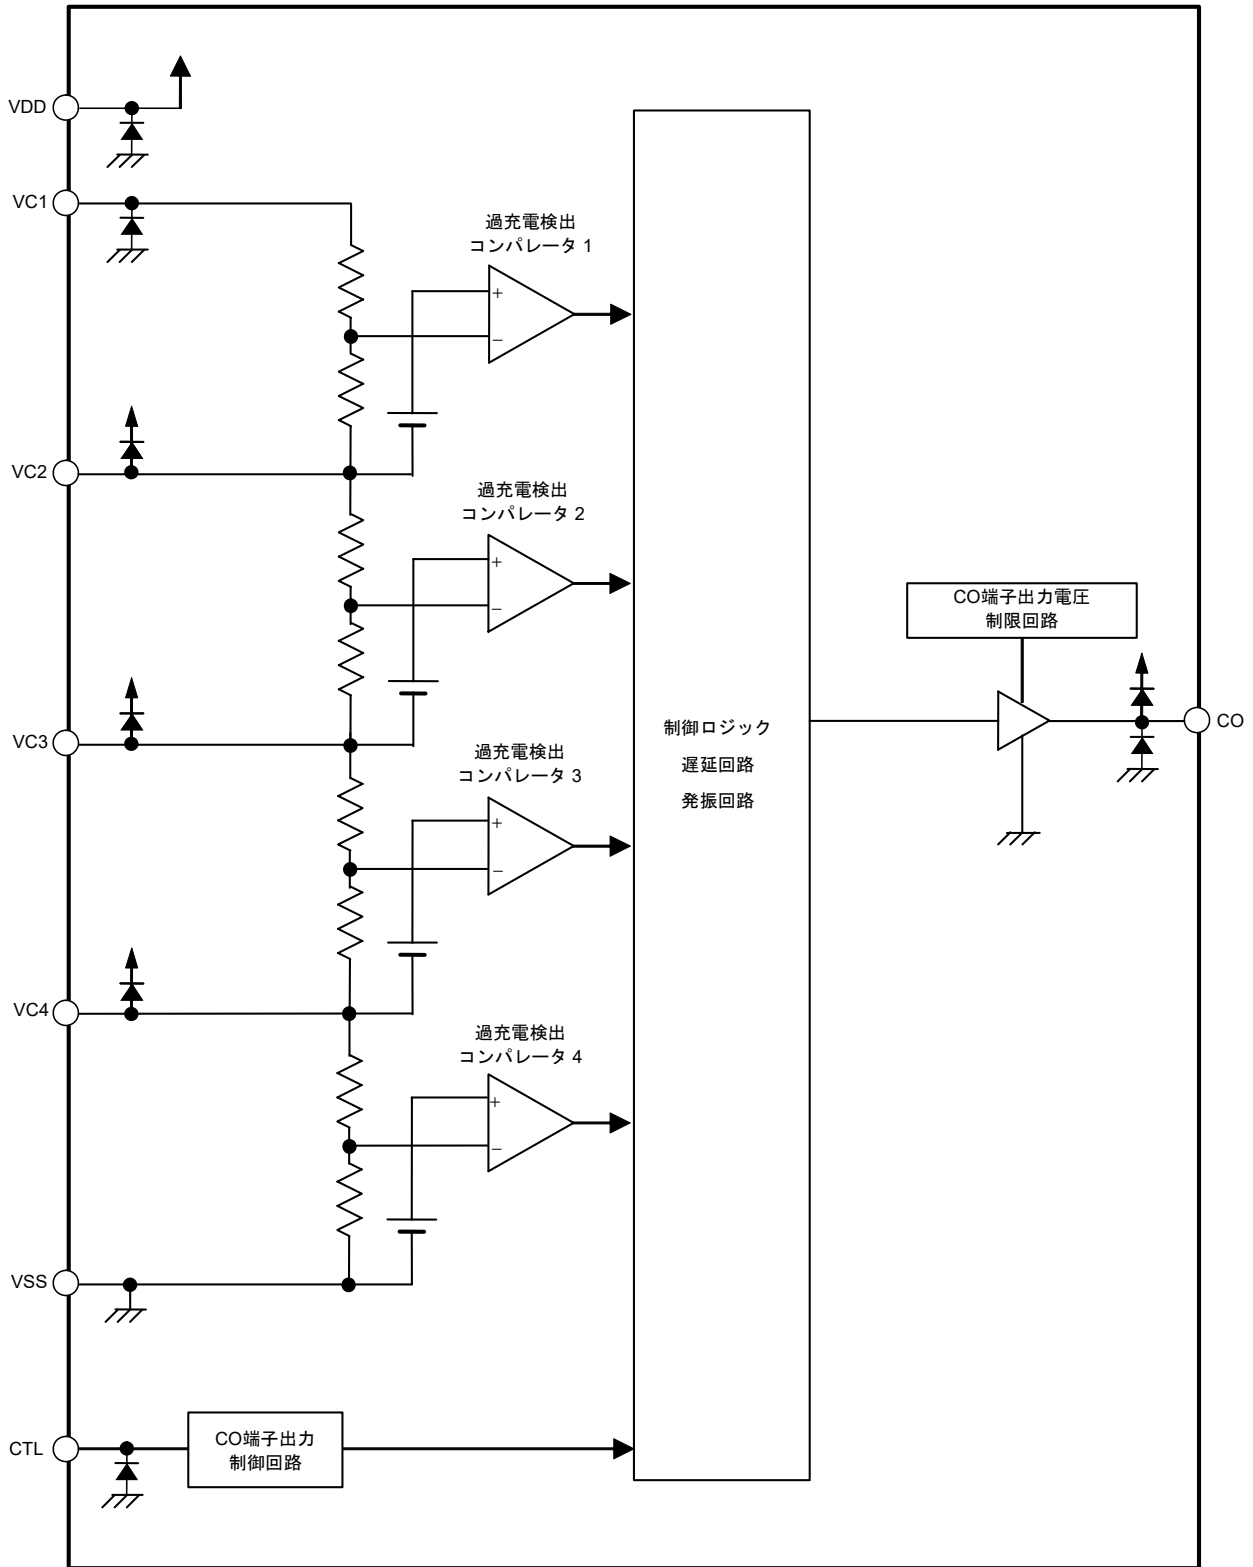 VDD
VC1
過充電検出
コンパレータ 1
+
−
VC2
過充電検出
コンパレータ 2
+
−
CO端子出力電圧
制限回路
VC3
制御ロジック
遅延回路
発振回路
CO
過充電検出
コンパレータ 3
+
−
VC4
過充電検出
コンパレータ 4
+
−
VSS
CTL
CO端子出力
制御回路